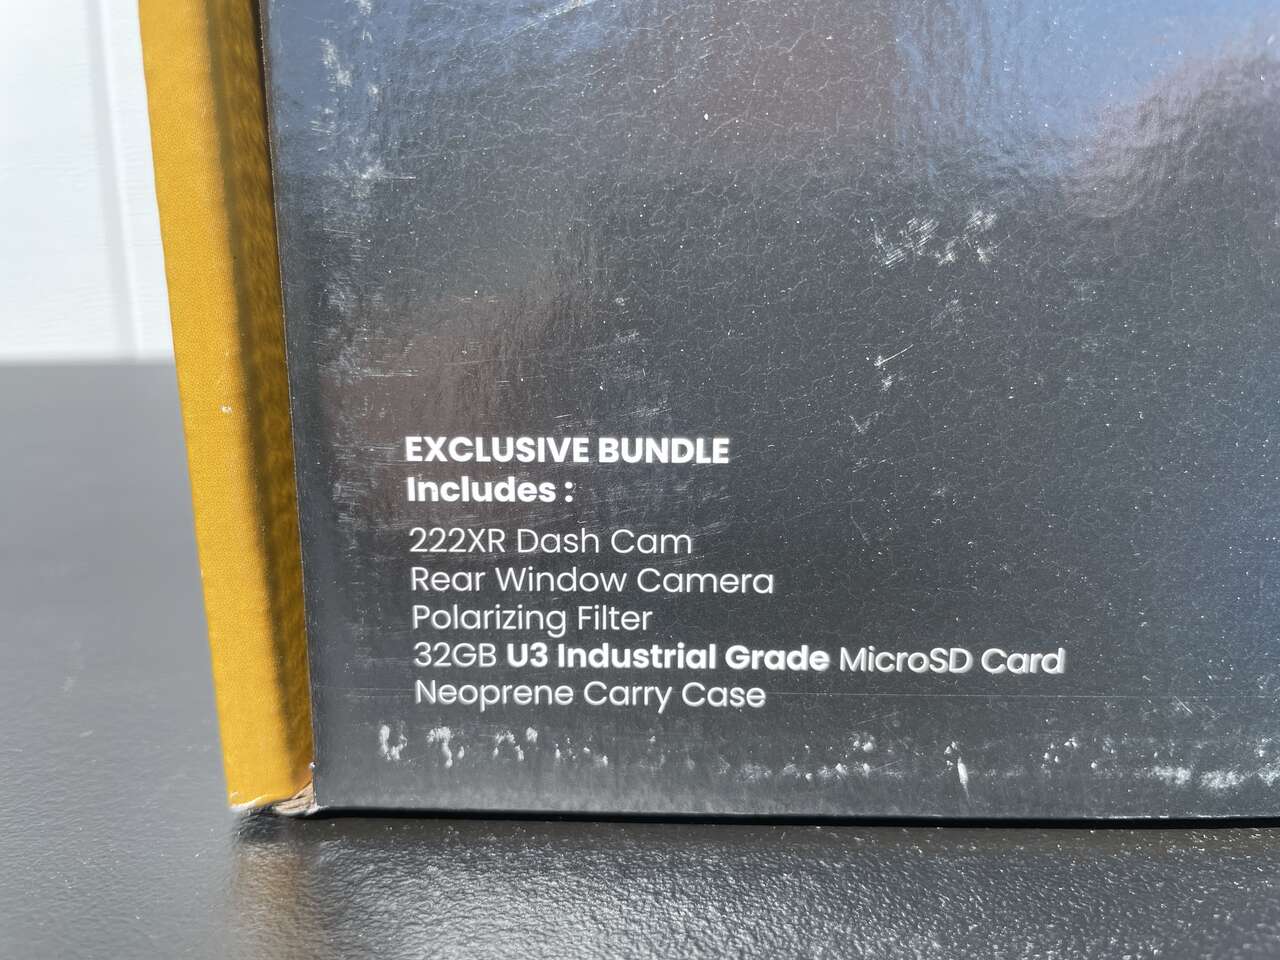 EXCLUSIVE BUNDLE
Includes :
222XR Dash Cam
Rear Window Camera
Polarizing Filter
32GB U3 Industrial Grade MicroSD Card
Neoprene Carry Case